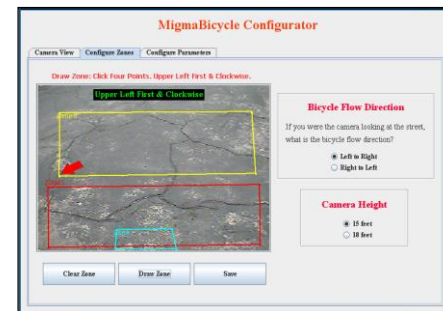 MigmaBicycle Configurator
Camera View
Configure Zones
Configure Parameters
Draw Zone: Click Four Points. Upper Left First & Clockwise.
Upper Left First & Clockwise
Bicycle Flow Direction
If you were the camera looking at the street,
what is the bicycle flow direction?
Left to Right
Right to Left
Camera Height
15 feet
18 feet
Clear Zone
Draw Zone
Save